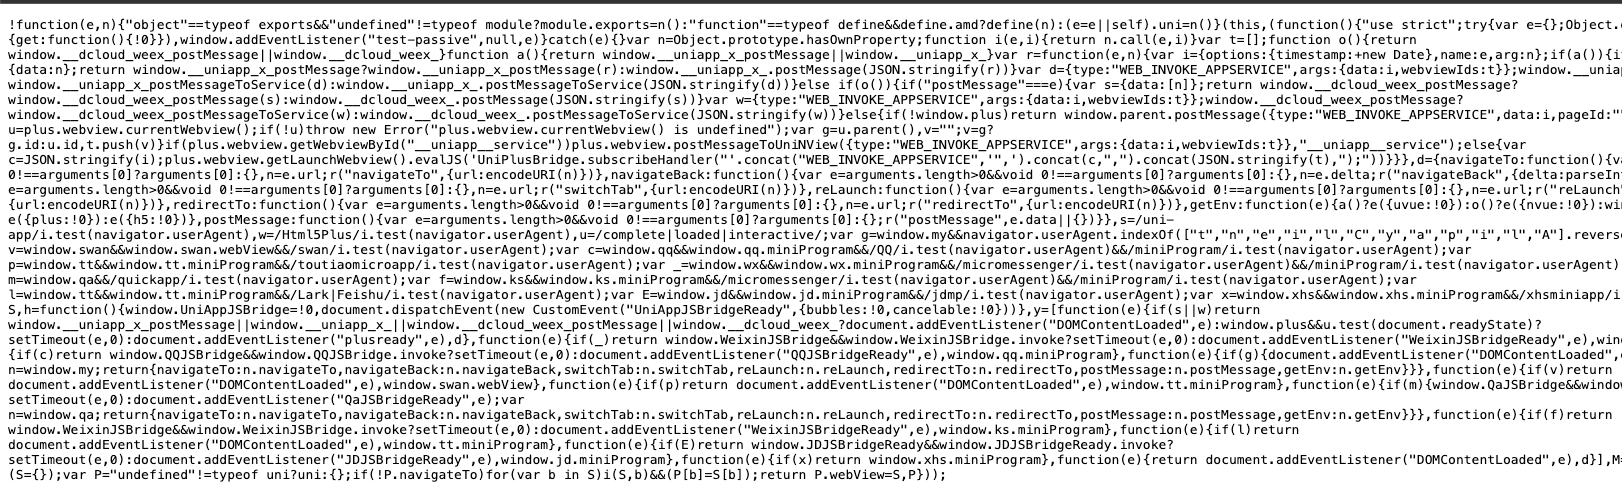 !function(e,n){"object"==typeof exports&&"undefined"!=typeof module?module.exports=n():"function"==typeof define&&define.amd?define(n):(e=e||self).uni=n()}(this,(function(){"use strict";try{var e={};Object.
{get:function(){!0}}),window.addEventListener("test-passive",null,e)}catch(e){}var n=Object.prototype.hasOwnProperty;function i(e,i){return n.call(e,i)}var t=[];function o(){return
window.__dcloud_weex_postMessage||window.__dcloud_weex_}function a(){return window.__uniapp_x_postMessage||window.__uniapp_x_}var r=function(e,n){var i={options:{timestamp:+new Date},name:e,arg:n};if(a()){i
{data:n};return window.__uniapp_x_postMessage?window.__uniapp_x_postMessage(r):window.__uniapp_x_.postMessage(JSON.stringify(r))}var d={type:"WEB_INVOKE_APPSERVICE",args:{data:i,webviewIds:t}};window.__uniap
window.__uniapp_x_postMessageToService(d):window.__uniapp_x_.postMessageToService(JSON.stringify(d))}else if(o()){if("postMessage"===e){var s={data:[n]};return window.__dcloud_weex_postMessage?
window.__dcloud_weex_postMessage(s):window.__dcloud_weex_.postMessage(JSON.stringify(s))}var w={type:"WEB_INVOKE_APPSERVICE",args:{data:i,webviewIds:t}};window.__dcloud_weex_postMessage?
window.__dcloud_weex_postMessageToService(w):window.__dcloud_weex_.postMessageToService(JSON.stringify(w))}else{if(!window.plus)return window.parent.postMessage({type:"WEB_INVOKE_APPSERVICE",data:i,pageId:""
u=plus.webview.currentWebview();if(!u)throw new Error("plus.webview.currentWebview() is undefined");var g=u.parent(),v="";v=g?
g.id:u.id,t.push(v)}if(plus.webview.getWebviewById("__uniapp__service"))plus.webview.postMessageToUniNView({type:"WEB_INVOKE_APPSERVICE",args:{data:i,webviewIds:t}},"__uniapp__service");else{var
c=JSON.stringify(i);plus.webview.getLaunchWebview().evalJS('UniPlusBridge.subscribeHandler("'.concat("WEB_INVOKE_APPSERVICE",'",').concat(c,",").concat(JSON.stringify(t),");"))}}},d={navigateTo:function(){va
0!==arguments[0]?arguments[0]:{},n=e.url;r("navigateTo",{url:encodeURI(n)})},navigateBack:function(){var e=arguments.length>0&&void 0!==arguments[0]?arguments[0]:{},n=e.delta;r("navigateBack",{delta:parseInt
e=arguments.length>0&&void 0!==arguments[0]?arguments[0]:{},n=e.url;r("switchTab",{url:encodeURI(n)})},reLaunch:function(){var e=arguments.length>0&&void 0!==arguments[0]?arguments[0]:{},n=e.url;r("reLaunch"
{url:encodeURI(n)})},redirectTo:function(){var e=arguments.length>0&&void 0!==arguments[0]?arguments[0]:{},n=e.url;r("redirectTo",{url:encodeURI(n)})},getEnv:function(e){a()?e({uvue:!0}):o()?e({nvue:!0}):win
e({plus:!0}):e({h5:!0})},postMessage:function(){var e=arguments.length>0&&void 0!==arguments[0]?arguments[0]:{};r("postMessage",e.data||{})}},s=/uni-
app/i.test(navigator.userAgent),w=/Html5Plus/i.test(navigator.userAgent),u=/complete|loaded|interactive/;var g=window.my&&navigator.userAgent.indexOf(["t","n","e","i","l","C","y","a","p","i","l","A"].revers
v=window.swan&&window.swan.webView&&/swan/i.test(navigator.userAgent);var c=window.qq&&window.qq.miniProgram&&/QQ/i.test(navigator.userAgent)&&/miniProgram/i.test(navigator.userAgent);var
p=window.tt&&window.tt.miniProgram&&/toutiaomicroapp/i.test(navigator.userAgent);var _=window.wx&&window.wx.miniProgram&&/micromessenger/i.test(navigator.userAgent)&&/miniProgram/i.test(navigator.userAgent)
m=window.qa&&/quickapp/i.test(navigator.userAgent);var f=window.ks&&window.ks.miniProgram&&/micromessenger/i.test(navigator.userAgent)&&/miniProgram/i.test(navigator.userAgent);var
l=window.tt&&window.tt.miniProgram&&/Lark|Feishu/i.test(navigator.userAgent);var E=window.jd&&window.jd.miniProgram&&/jdmp/i.test(navigator.userAgent);var x=window.xhs&&window.xhs.miniProgram&&/xhsminiapp/i
S,h=function(){window.UniAppJSBridge=!0,document.dispatchEvent(new CustomEvent("UniAppJSBridgeReady",{bubbles:!0,cancelable:!0}))},y=[function(e){if(s||w)return
window.__uniapp_x_postMessage||window.__uniapp_x_||window.__dcloud_weex_postMessage||window.__dcloud_weex_?document.addEventListener("DOMContentLoaded",e):window.plus&&u.test(document.readyState)?
setTimeout(e,0):document.addEventListener("plusready",e),d},function(e){if(_)return window.WeixinJSBridge&&window.WeixinJSBridge.invoke?setTimeout(e,0):document.addEventListener("WeixinJSBridgeReady",e),wind
{if(c)return window.QQJSBridge&&window.QQJSBridge.invoke?setTimeout(e,0):document.addEventListener("QQJSBridgeReady",e),window.qq.miniProgram},function(e){if(g){document.addEventListener("DOMContentLoaded",e
n=window.my;return{navigateTo:n.navigateTo,navigateBack:n.navigateBack,switchTab:n.switchTab,reLaunch:n.reLaunch,redirectTo:n.redirectTo,postMessage:n.postMessage,getEnv:n.getEnv}}},function(e){if(v)return
document.addEventListener("DOMContentLoaded",e),window.swan.webView},function(e){if(p)return document.addEventListener("DOMContentLoaded",e),window.tt.miniProgram},function(e){if(m){window.QaJSBridge&&windo
setTimeout(e,0):document.addEventListener("QaJSBridgeReady",e);var
n=window.qa;return{navigateTo:n.navigateTo,navigateBack:n.navigateBack,switchTab:n.switchTab,reLaunch:n.reLaunch,redirectTo:n.redirectTo,postMessage:n.postMessage,getEnv:n.getEnv}}},function(e){if(f)return
window.WeixinJSBridge&&window.WeixinJSBridge.invoke?setTimeout(e,0):document.addEventListener("WeixinJSBridgeReady",e),window.ks.miniProgram},function(e){if(l)return
document.addEventListener("DOMContentLoaded",e),window.tt.miniProgram},function(e){if(E)return window.JDJSBridgeReady&&window.JDJSBridgeReady.invoke?
setTimeout(e,0):document.addEventListener("JDJSBridgeReady",e),window.jd.miniProgram},function(e){if(x)return window.xhs.miniProgram},function(e){return document.addEventListener("DOMContentLoaded",e),d}],M=
(S={});var P="undefined"!=typeof uni?uni:{};if(!P.navigateTo)for(var b in S)i(S,b)&&(P[b]=S[b]);return P.webView=S,P}));